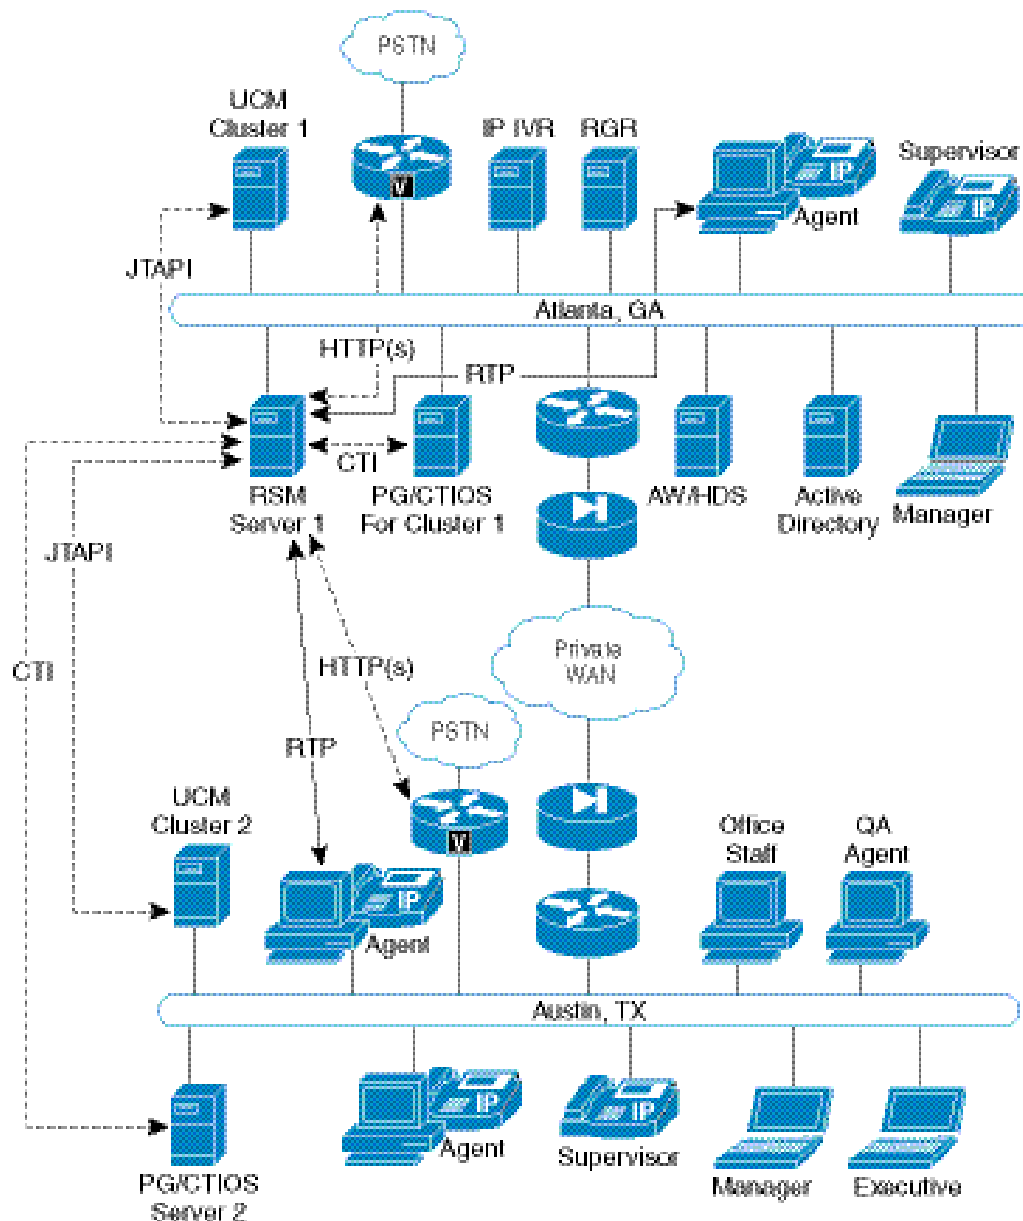 PSTN
UCM
Cluster 1
IP IVR
RGR
Supervisor
V
IP
Agent
IP
JTAPI
Atlanta, GA
HTTP(s)
RTP
CTI
RSM
Server 1
PG/CTIOS
For Cluster 1
AW/HDS
Active
Directory
Manager
JTAPI
CTI
HTTP(s)
Private
WAN
PSTN
RTP
UCM
Cluster 2
V
Office
Staff
QA
Agent
IP
Agent
Austin, TX
IP
Agent
IP
Supervisor
Manager
Executive
PG/CTIOS
Server 2